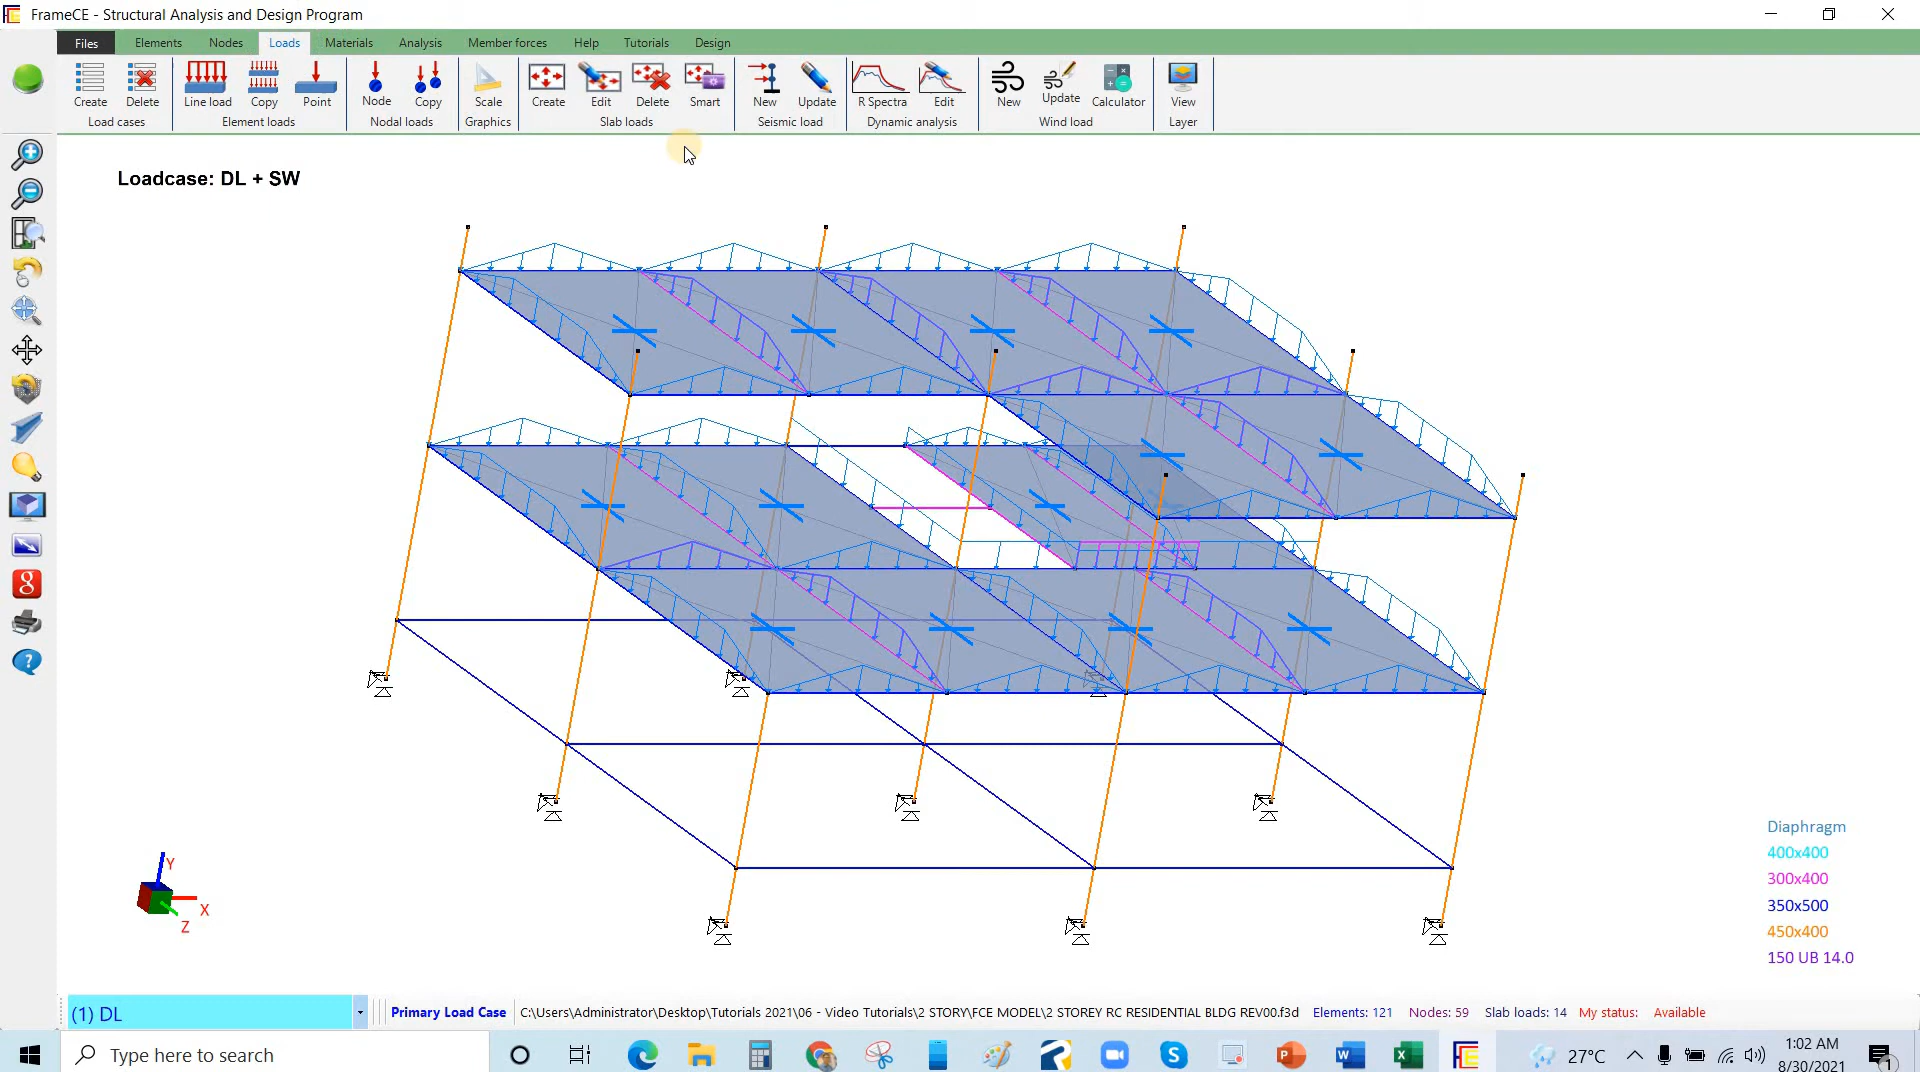 FrameCE - Structural Analysis and Design Program
Files Elements Nodes Loads Materials Analysis Member forces Help Tutorials Design
Create Delete Line load Copy Point Node Copy Scale Create Edit Delete Smart New Update R Spectra Edit New Update Calculator View
Load cases Element loads Nodal loads Graphics Slab loads Seismic load Dynamic analysis Wind load Layer
Loadcase: DL + SW
Diaphragm
400x400
300x400
350x500
450x400
150 UB 14.0
Y
X
Z
(1) DL Primary Load Case C:\Users\Administrator\Desktop\Tutorials 2021\06 - Video Tutorials\2 STORY\FCE MODEL\2 STOREY RC RESIDENTIAL BLDG REV00.f3d Elements: 121 Nodes: 59 Slab loads: 14 My status: Available
Type here to search 27°C 1:02 AM
8/30/2021 1